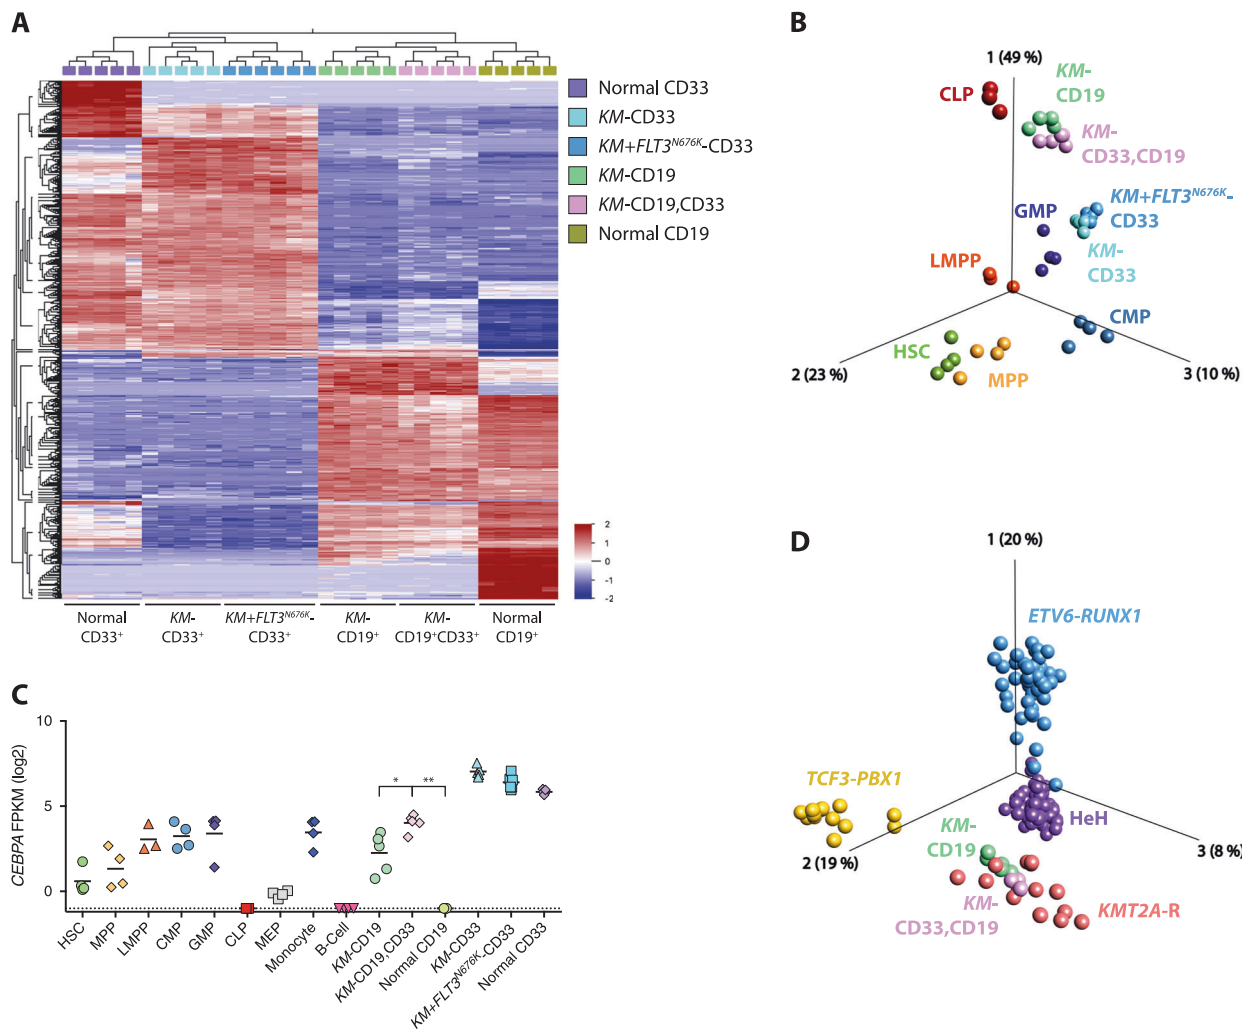 A
Normal CD33
KM-CD33
KM+FLT3N676K-CD33
KM-CD19
KM-CD19,CD33
Normal CD19
2
1
0
-1
-2
Normal
CD33+
KM-
CD33+
KM+FLT3N676K-
CD33+
KM-
CD19+
KM-
CD19+CD33+
Normal
CD19+
B
1 (49 %)
CLP
KM-
CD19
KM-
CD33,CD19
KM+FLT3N676K-
CD33
GMP
KM-
CD33
LMPP
CMP
HSC
MPP
2 (23 %)
3 (10 %)
C
CEBPA FPKM (log2)
10
5
0
*
**
HSC
MPP
LMPP
CMP
GMP
CLP
MEP
Monocyte
B-Cell
KM-CD19
KM-CD19,CD33
Normal CD19
KM-CD33
KM+FLT3N676K-CD33
Normal CD33
D
1 (20 %)
ETV6-RUNX1
TCF3-PBX1
HeH
2 (19 %)
KM-
CD19
3 (8 %)
KM-
CD33,CD19
KMT2A-R